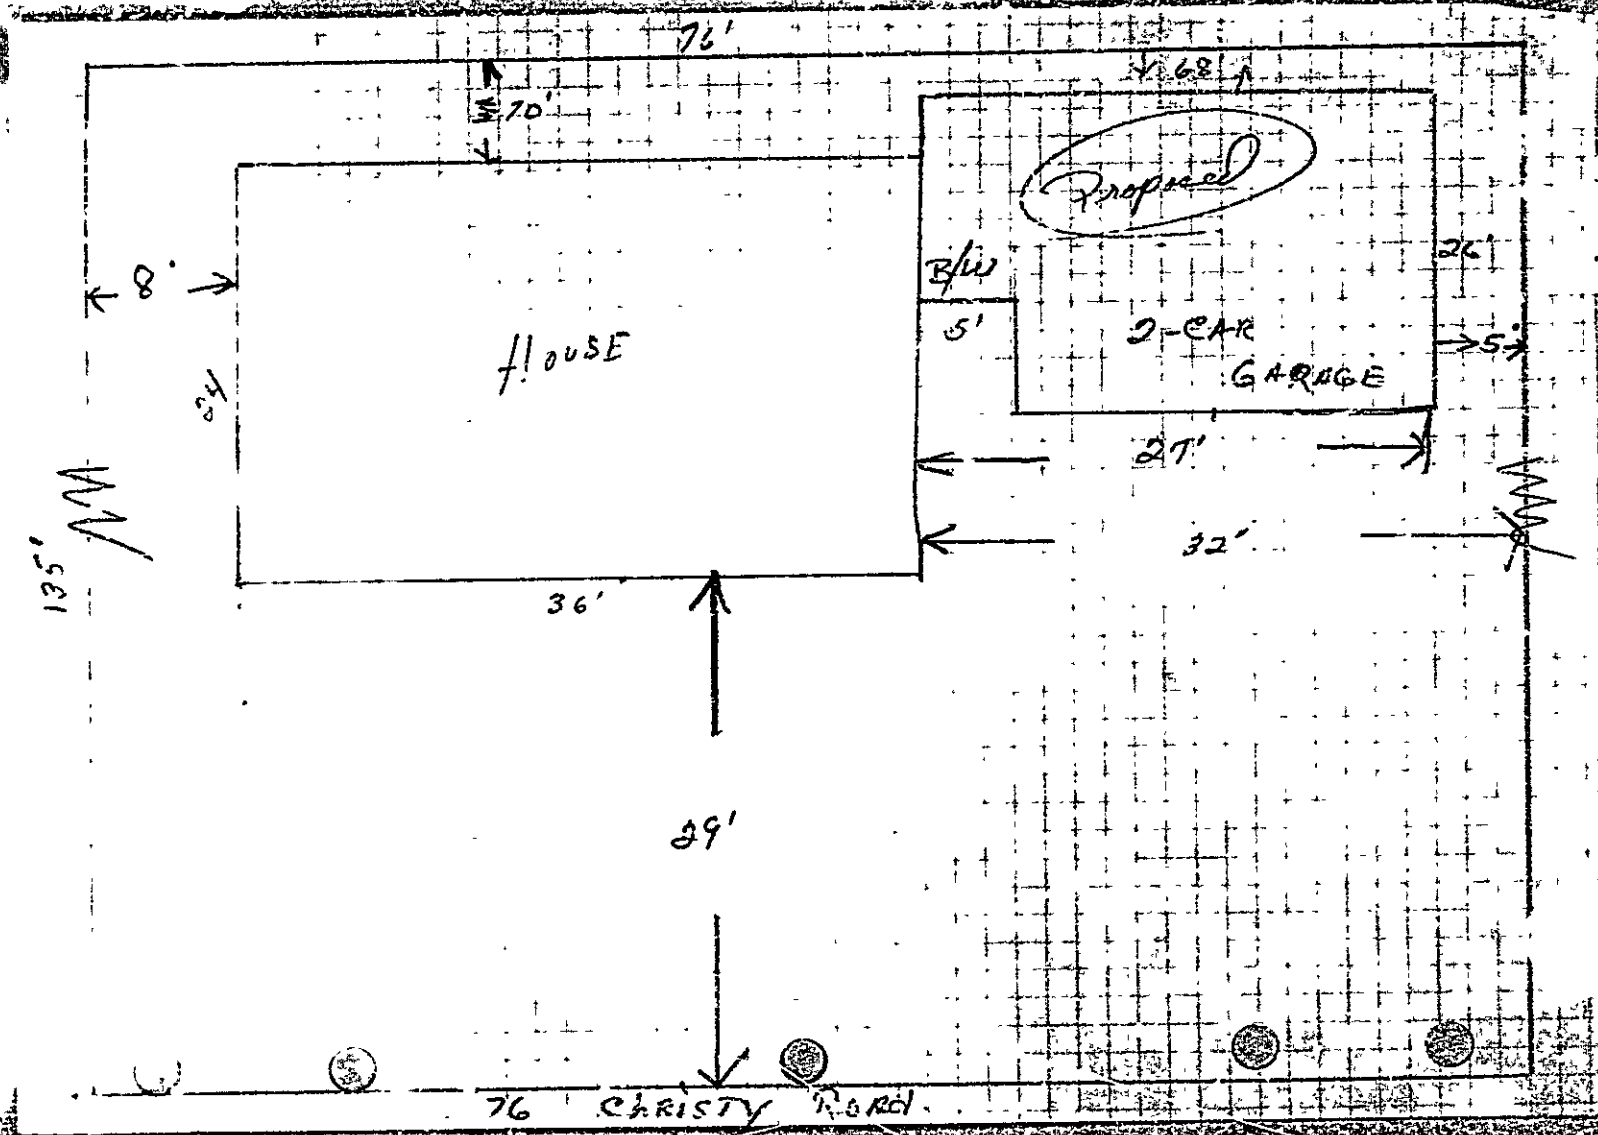 76'
68
70'
Proposed
26'
8'
B/W
5'
2-CAR
GARAGE
5'
HOUSE
24
27'
32'
135'
36'
29'
76 CHRISTY ROAD.